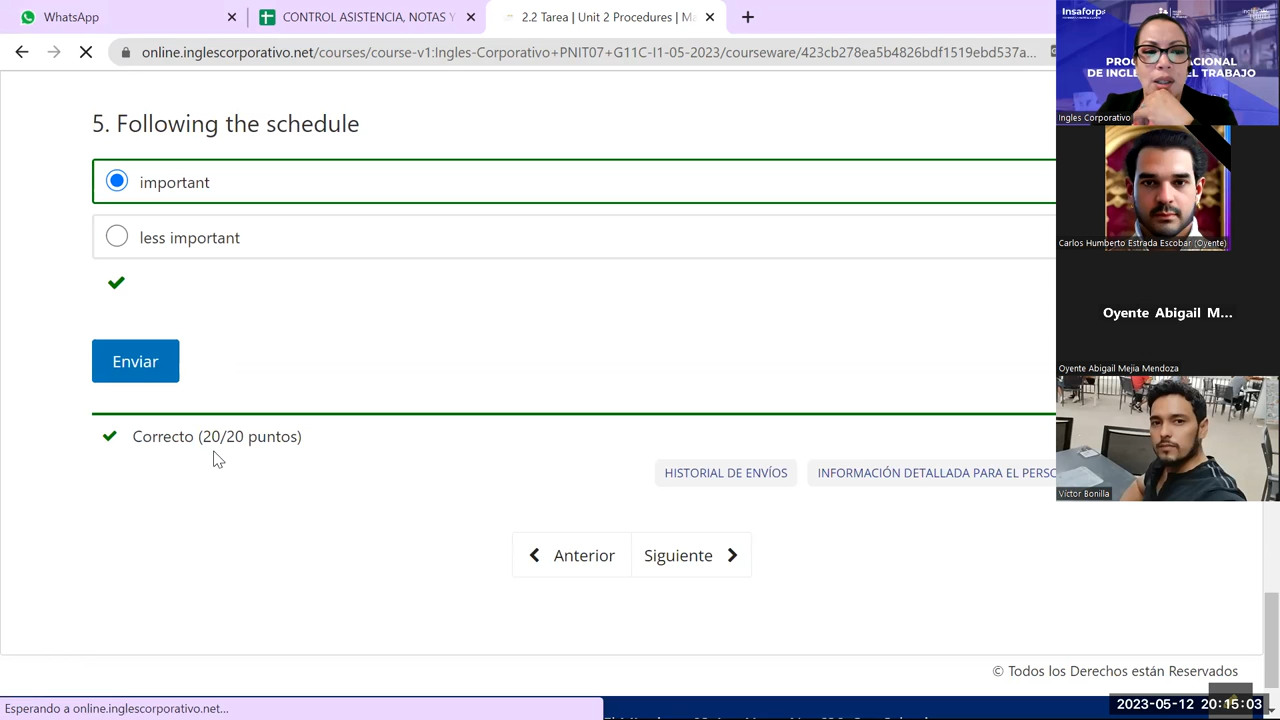 WhatsApp
CONTROL ASISTENCIA Y NOTAS
2.2 Tarea | Unit 2 Procedures | Ma
online.inglescorporativo.net/courses/course-v1:Ingles-Corporativo+PNIT07+G11C-I1-05-2023/courseware/423cb278ea5b4826bdf1519ebd537a...
5. Following the schedule
important
less important
Enviar
Correcto (20/20 puntos)
HISTORIAL DE ENVÍOS
INFORMACIÓN DETALLADA PARA EL PERSO
Anterior
Siguiente
© Todos los Derechos están Reservados
Esperando a online.inglescorporativo.net...
Insaforp
Ingles Corporativo
Carlos Humberto Estrada Escobar (Oyente)
Oyente Abigail M...
Oyente Abigail Mejia Mendoza
Víctor Bonilla
2023-05-12 20:15:03